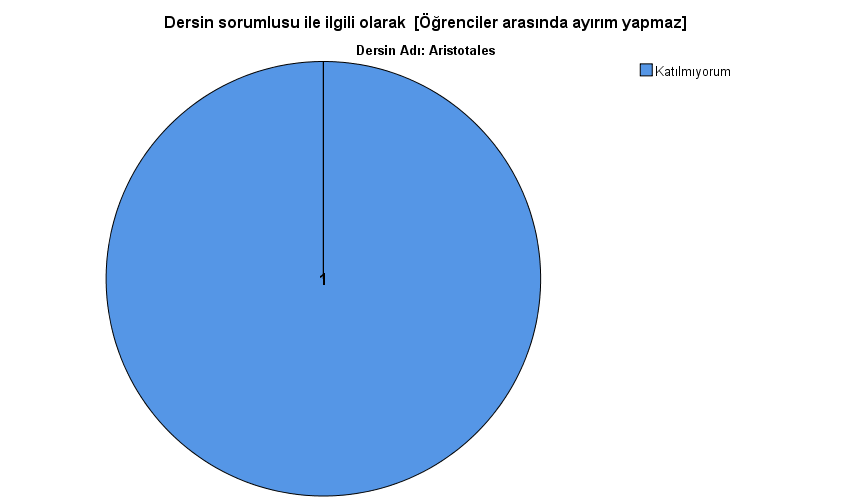 Dersin sorumlusu ile ilgili olarak  [Öğrenciler arasında ayırım yapmaz]
Dersin Adı: Aristotales
Katılmıyorum
1